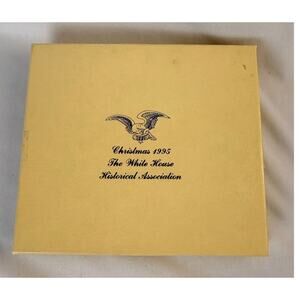 Christmas 1995
The White House
Historical Association